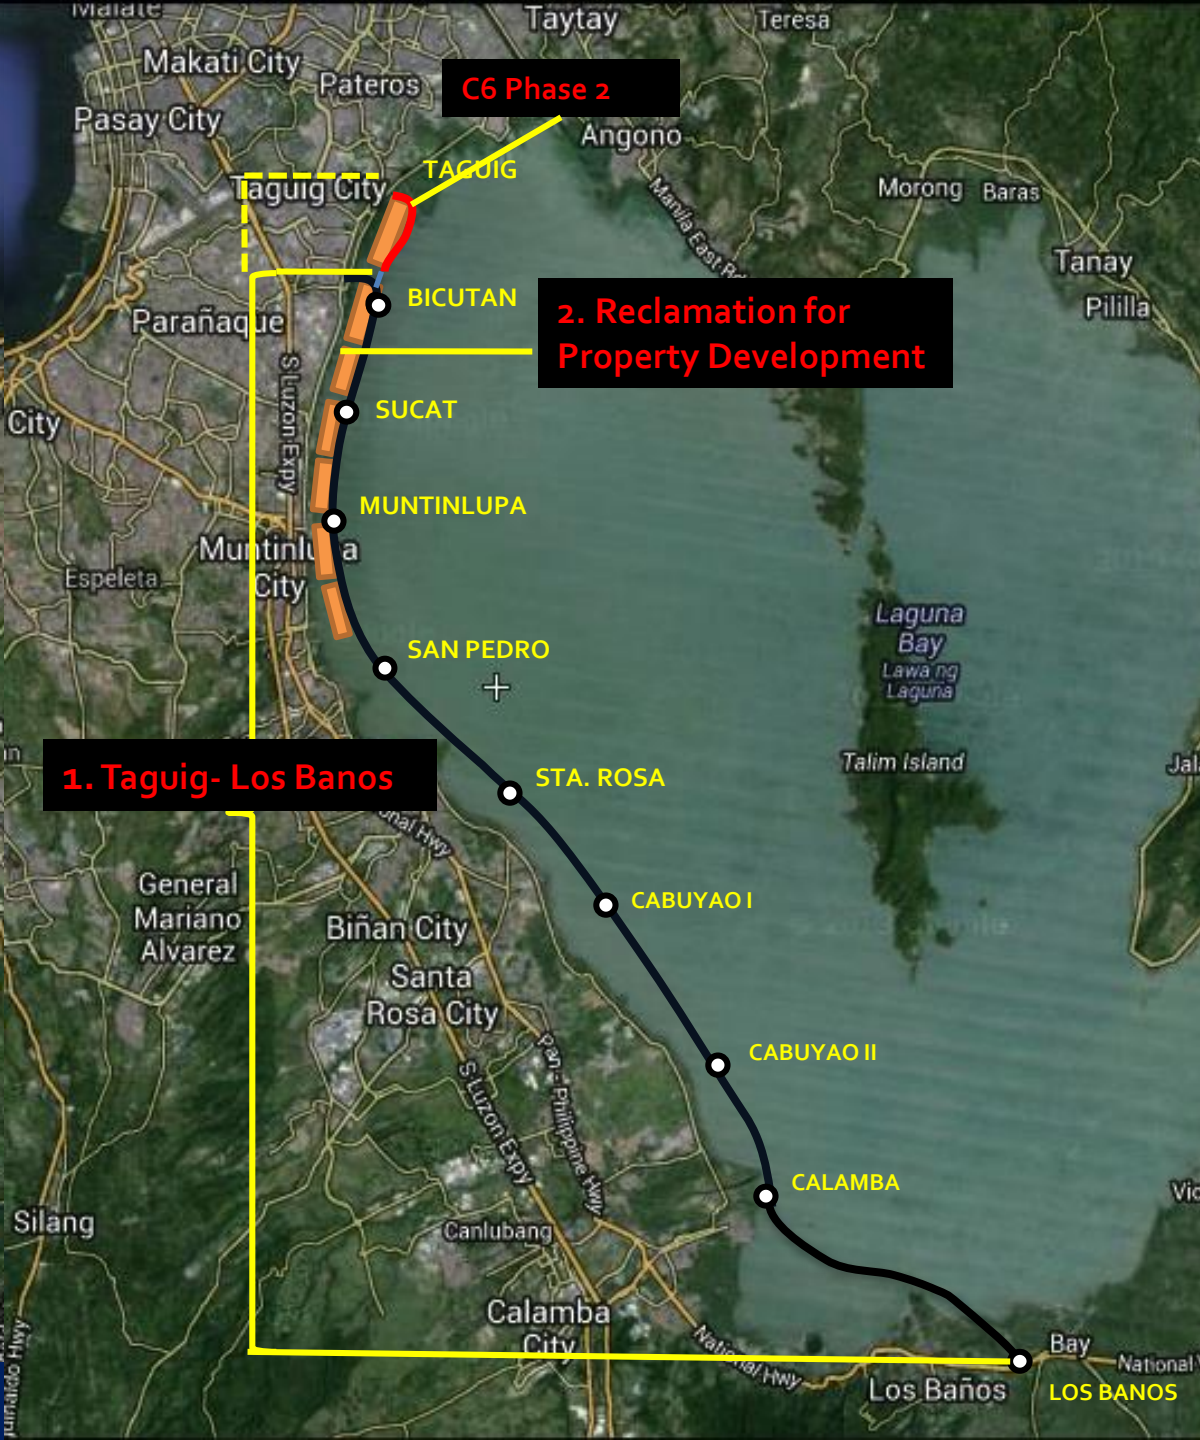 Malate
Taytay
Teresa
Makati City
Pateros
C6 Phase 2
Pasay City
Angono
TAGUIG
Taguig City
Morong
Baras
Manila East Rd
Tanay
BICUTAN
Pililla
Parañaque
2. Reclamation for
Property Development
S Luzon Expy
SUCAT
City
MUNTINLUPA
Muntinlupa
City
Espeleta
Laguna
Bay
Lawa ng
Laguna
SAN PEDRO
Talim Island
1. Taguig- Los Banos
STA. ROSA
Hwy
General
Mariano
Alvarez
CABUYAO I
Biñan City
Santa
Rosa City
Pan - Philippine Hwy
CABUYAO II
S Luzon Expy
CALAMBA
Silang
Canlubang
Calamba
City
National Hwy
Bay
National
Los Baños
LOS BANOS
Hwy